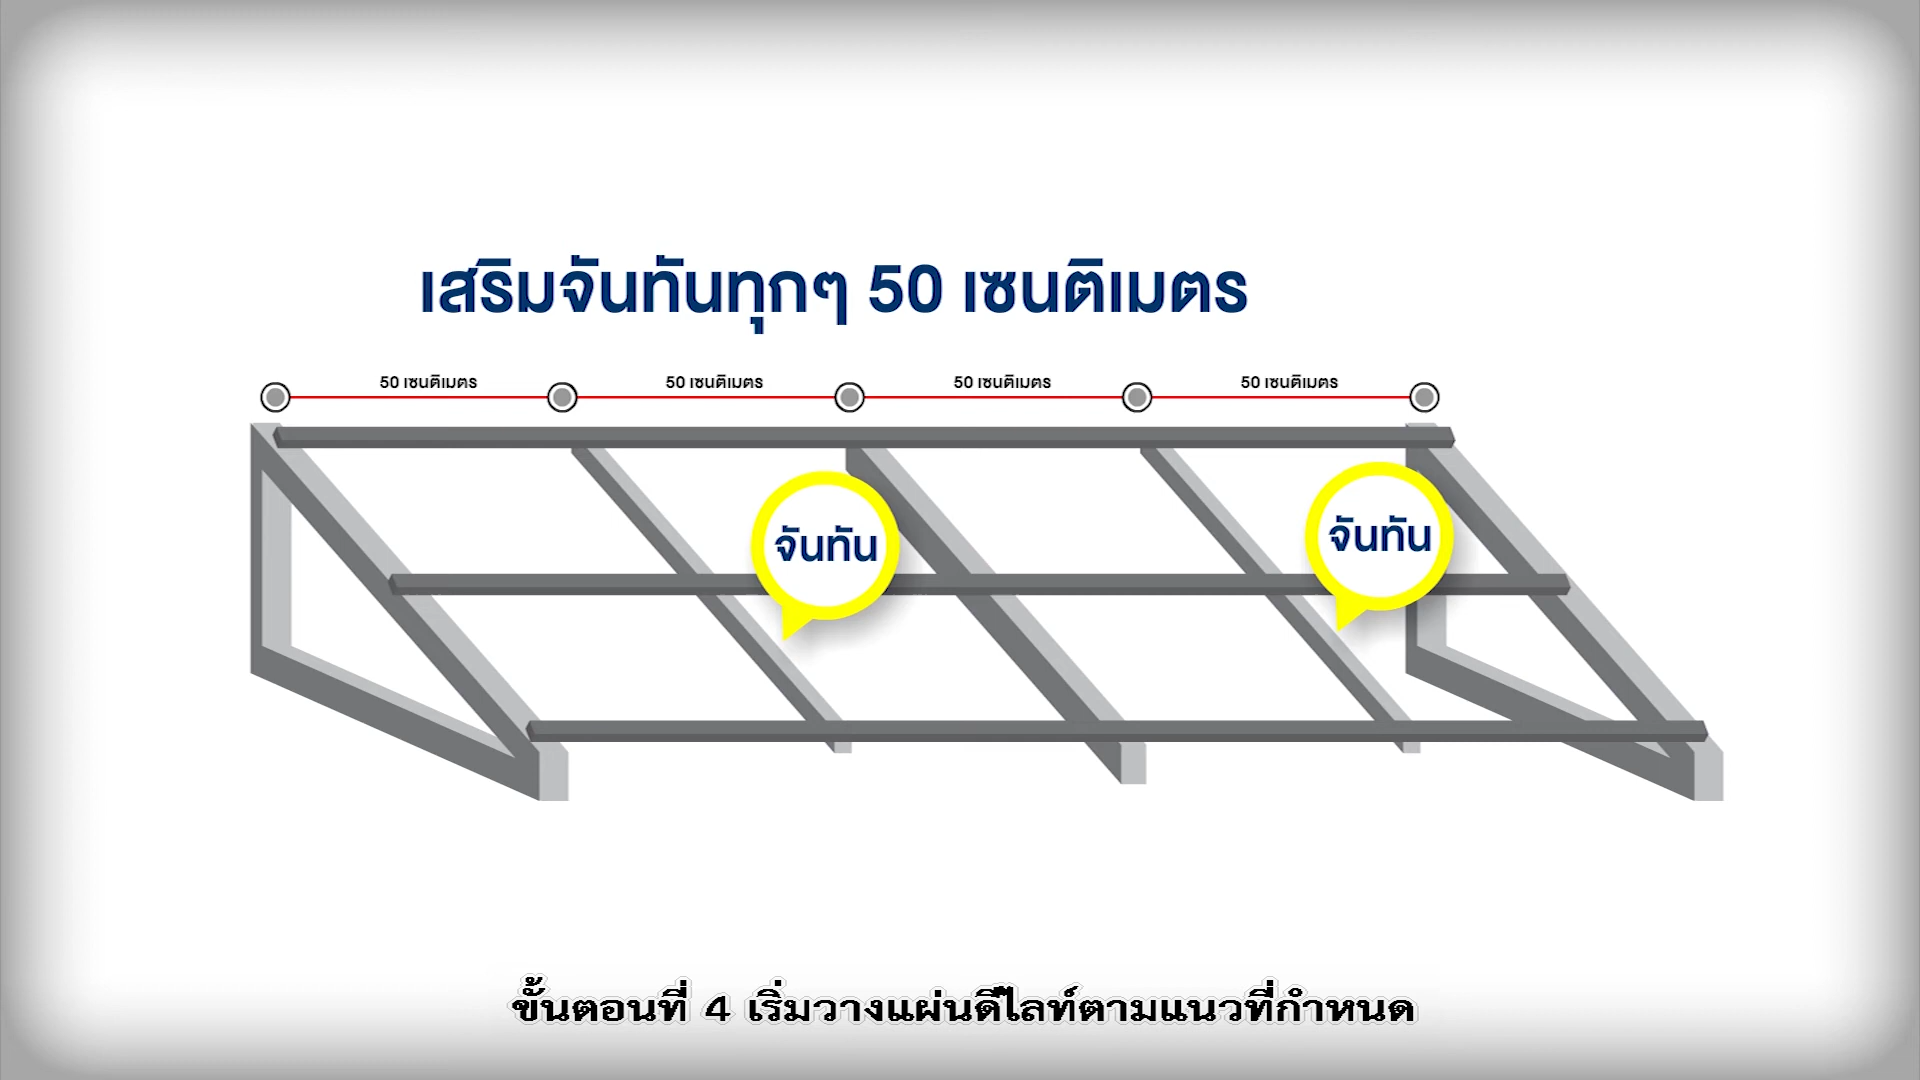 เสริมจันทันทุกๆ 50 เซนติเมตร
50 เซนติเมตร
50 เซนติเมตร
50 เซนติเมตร
50 เซนติเมตร
จันทัน
จันทัน
ขั้นตอนที่ 4 เริ่มวางแผ่นดีไลท์ตามแนวที่กำหนด